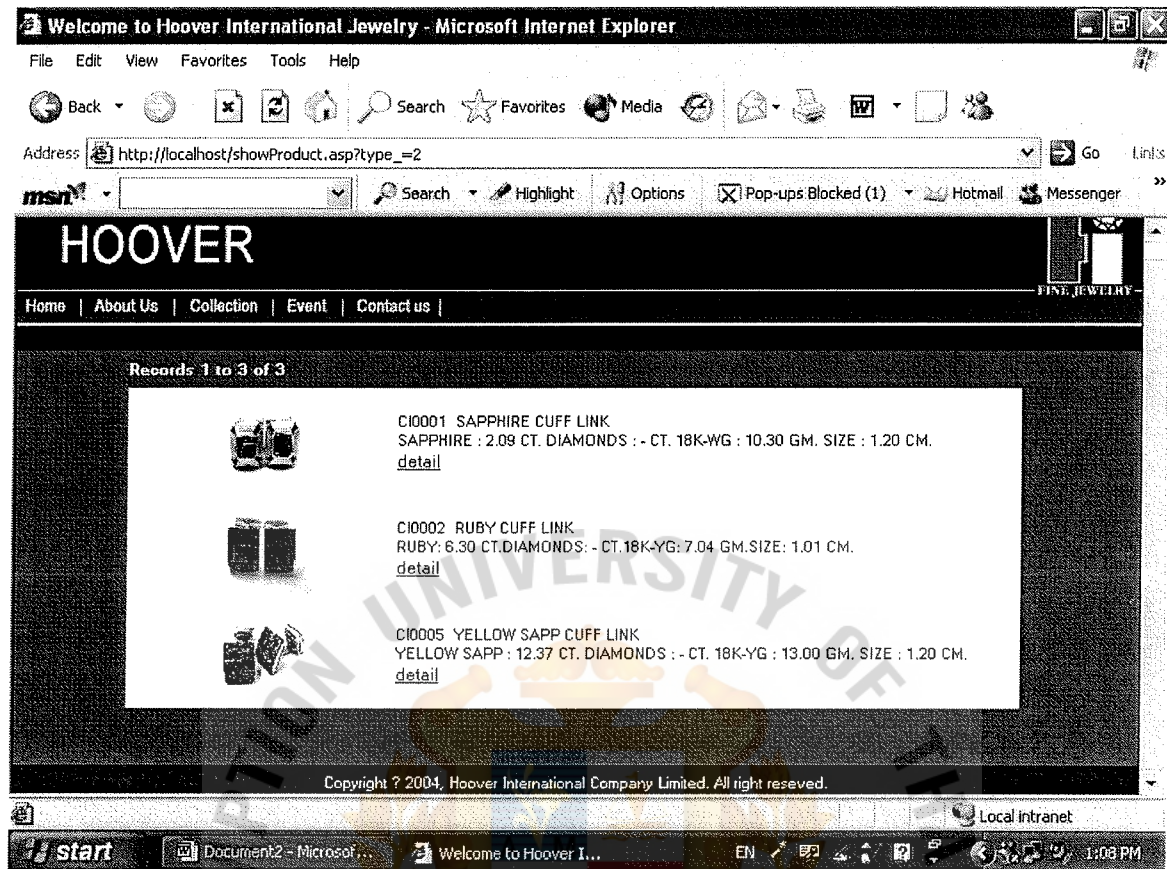 Welcome to Hoover International Jewelry - Microsoft Internet Explorer
File Edit View Favorites Tools Help
Back Search Favorites Media
Address http://localhost/showProduct.asp?type_=2 Go Links
msn Search Highlight Options Pop-ups Blocked (1) Hotmail Messenger »
HOOVER
FINE JEWELRY
Home | About Us | Collection | Event | Contact us |
Records 1 to 3 of 3
CI0001 SAPPHIRE CUFF LINK
SAPPHIRE : 2.09 CT. DIAMONDS : - CT. 18K-WG : 10.30 GM. SIZE : 1.20 CM.
detail
CI0002 RUBY CUFF LINK
RUBY: 6.30 CT.DIAMONDS: - CT.18K-YG: 7.04 GM.SIZE: 1.01 CM.
detail
CI0005 YELLOW SAPP CUFF LINK
YELLOW SAPP : 12.37 CT. DIAMONDS : - CT. 18K-YG : 13.00 GM. SIZE : 1.20 CM.
detail
UNIVERSITY OF
Copyright ? 2004, Hoover International Company Limited. All right reseved.
Local intranet
start Document2 - Microsof... Welcome to Hoover I... EN 1:08 PM